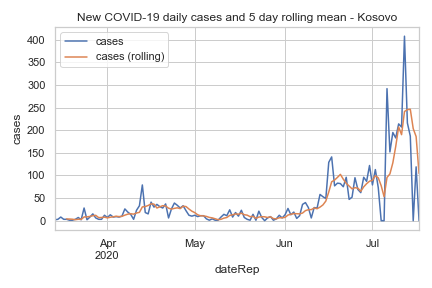 New COVID-19 daily cases and 5 day rolling mean - Kosovo
cases
cases (rolling)
400
350
300
250
200
150
100
50
0
cases
Apr
2020
May
Jun
Jul
dateRep